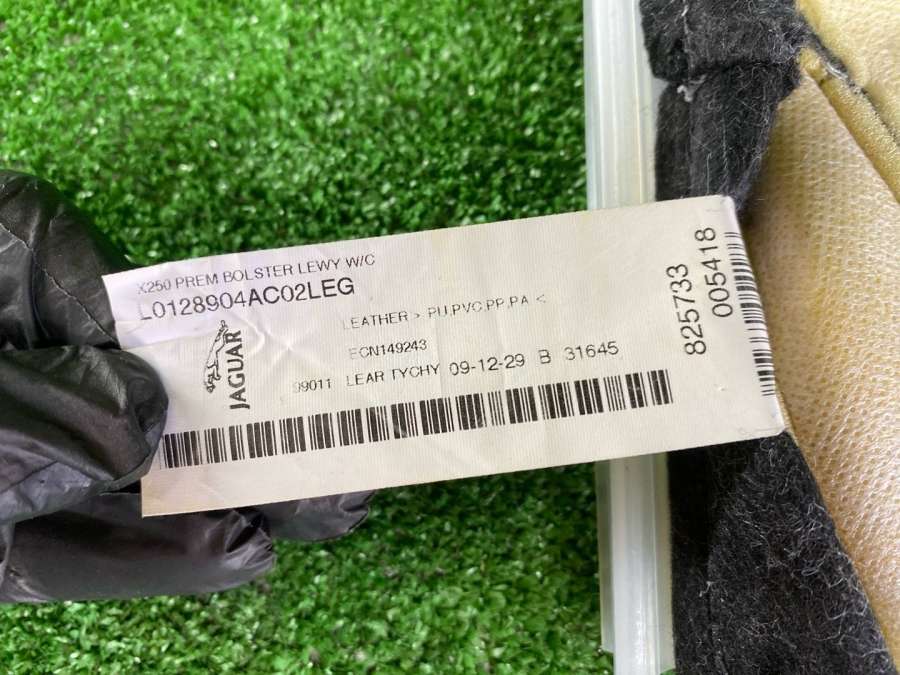 X250 PREM BOLSTER LEWY W/C
L0128904AC02LEG
LEATHER > PU,PVC,PP,PA <
ECN149243
99011 LEAR TYCHY 09-12-29 B 31645
JAGUAR
825733
005418